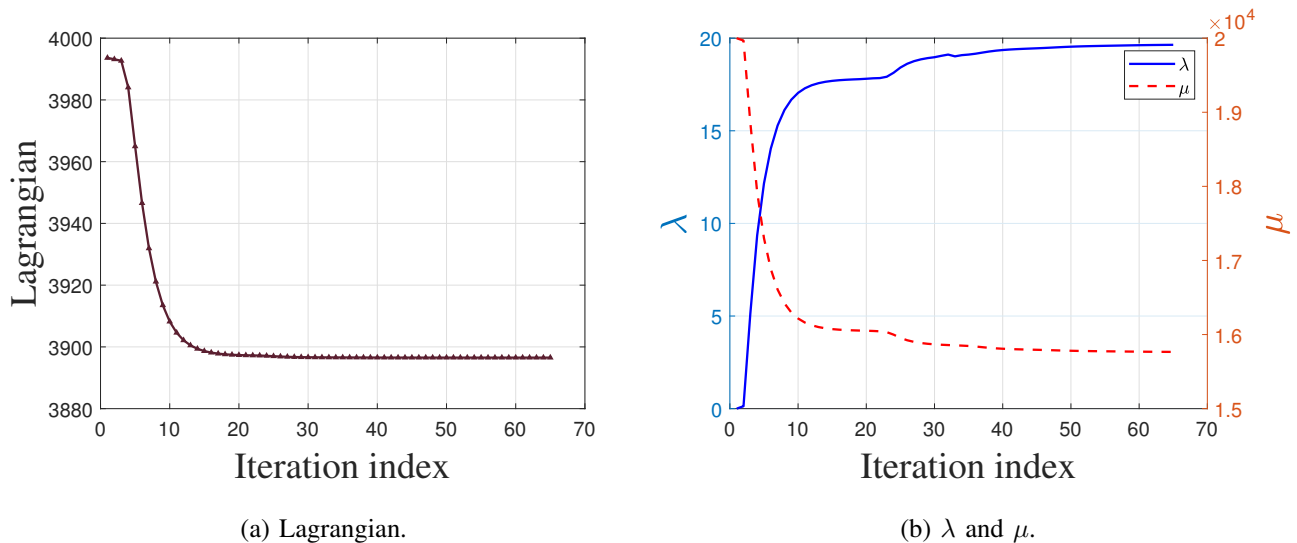 4000
3980
3960
3940
3920
3900
3880
Lagrangian
0 10 20 30 40 50 60 70
Iteration index
(a) Lagrangian.
×10⁴
20
15
10
5
0
λ
λ
μ
2
1.9
1.8
1.7
1.6
1.5
μ
0 10 20 30 40 50 60 70
Iteration index
(b) λ and μ.